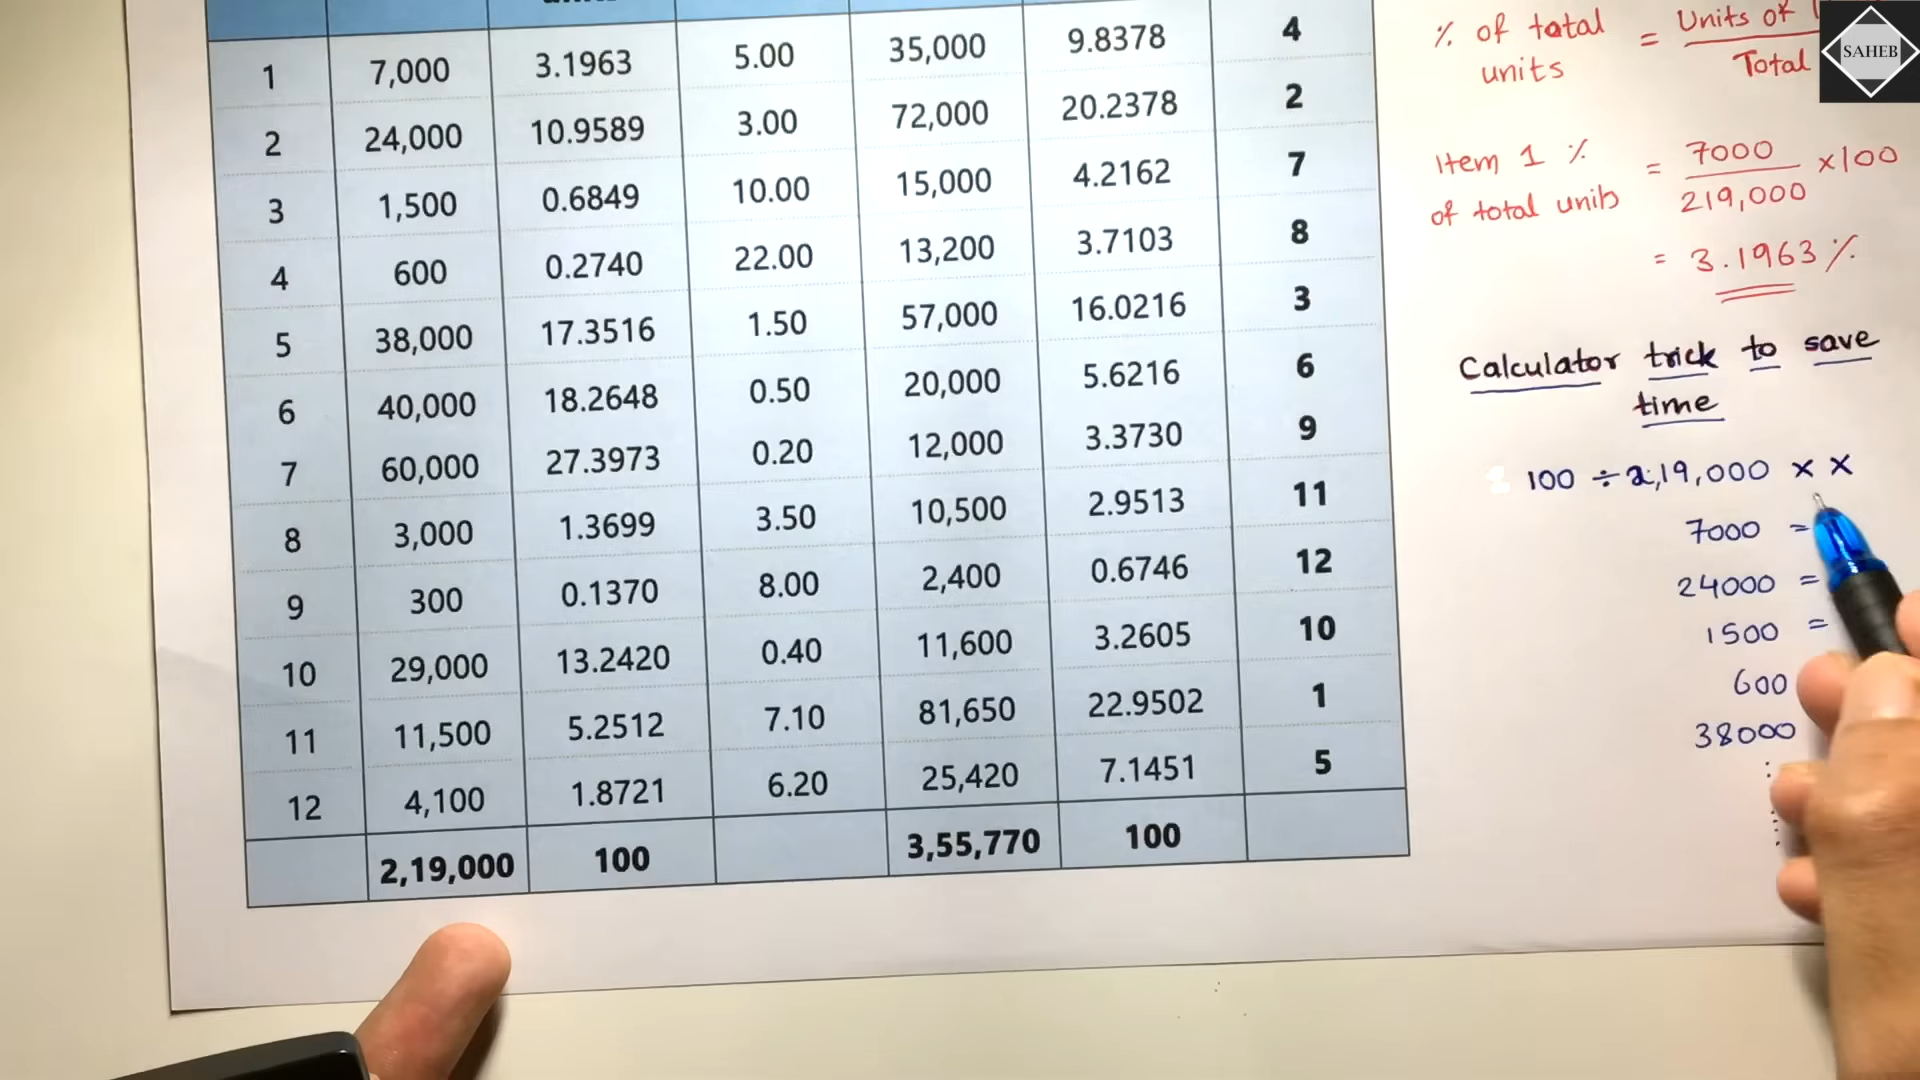 1 7,000 3.1963 5.00 35,000 9.8378 4
2 24,000 10.9589 3.00 72,000 20.2378 2
3 1,500 0.6849 10.00 15,000 4.2162 7
4 600 0.2740 22.00 13,200 3.7103 8
5 38,000 17.3516 1.50 57,000 16.0216 3
6 40,000 18.2648 0.50 20,000 5.6216 6
7 60,000 27.3973 0.20 12,000 3.3730 9
8 3,000 1.3699 3.50 10,500 2.9513 11
9 300 0.1370 8.00 2,400 0.6746 12
10 29,000 13.2420 0.40 11,600 3.2605 10
11 11,500 5.2512 7.10 81,650 22.9502 1
12 4,100 1.8721 6.20 25,420 7.1451 5
2,19,000 100 3,55,770 100
% of total units = Units of
Total
SAHEB
Item 1 % of total units = 7000 / 219,000 x100
= 3.1963 %
Calculator trick to save
time
100 ÷ 2,19,000 × ×
7000 =
24000 =
1500 =
600
38000